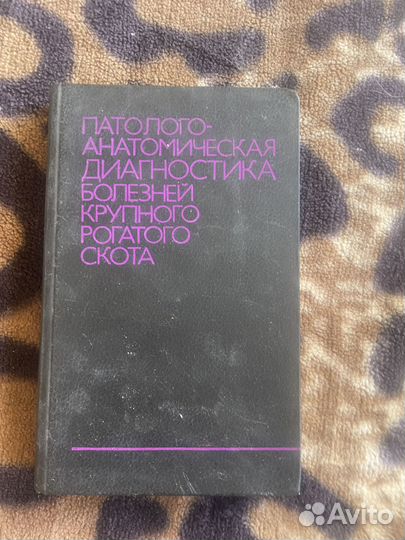 ПАТОЛОГО-
АНАТОМИЧЕСКАЯ
ДИАГНОСТИКА
БОЛЕЗНЕЙ
КРУПНОГО
РОГАТОГО
СКОТА
Avito